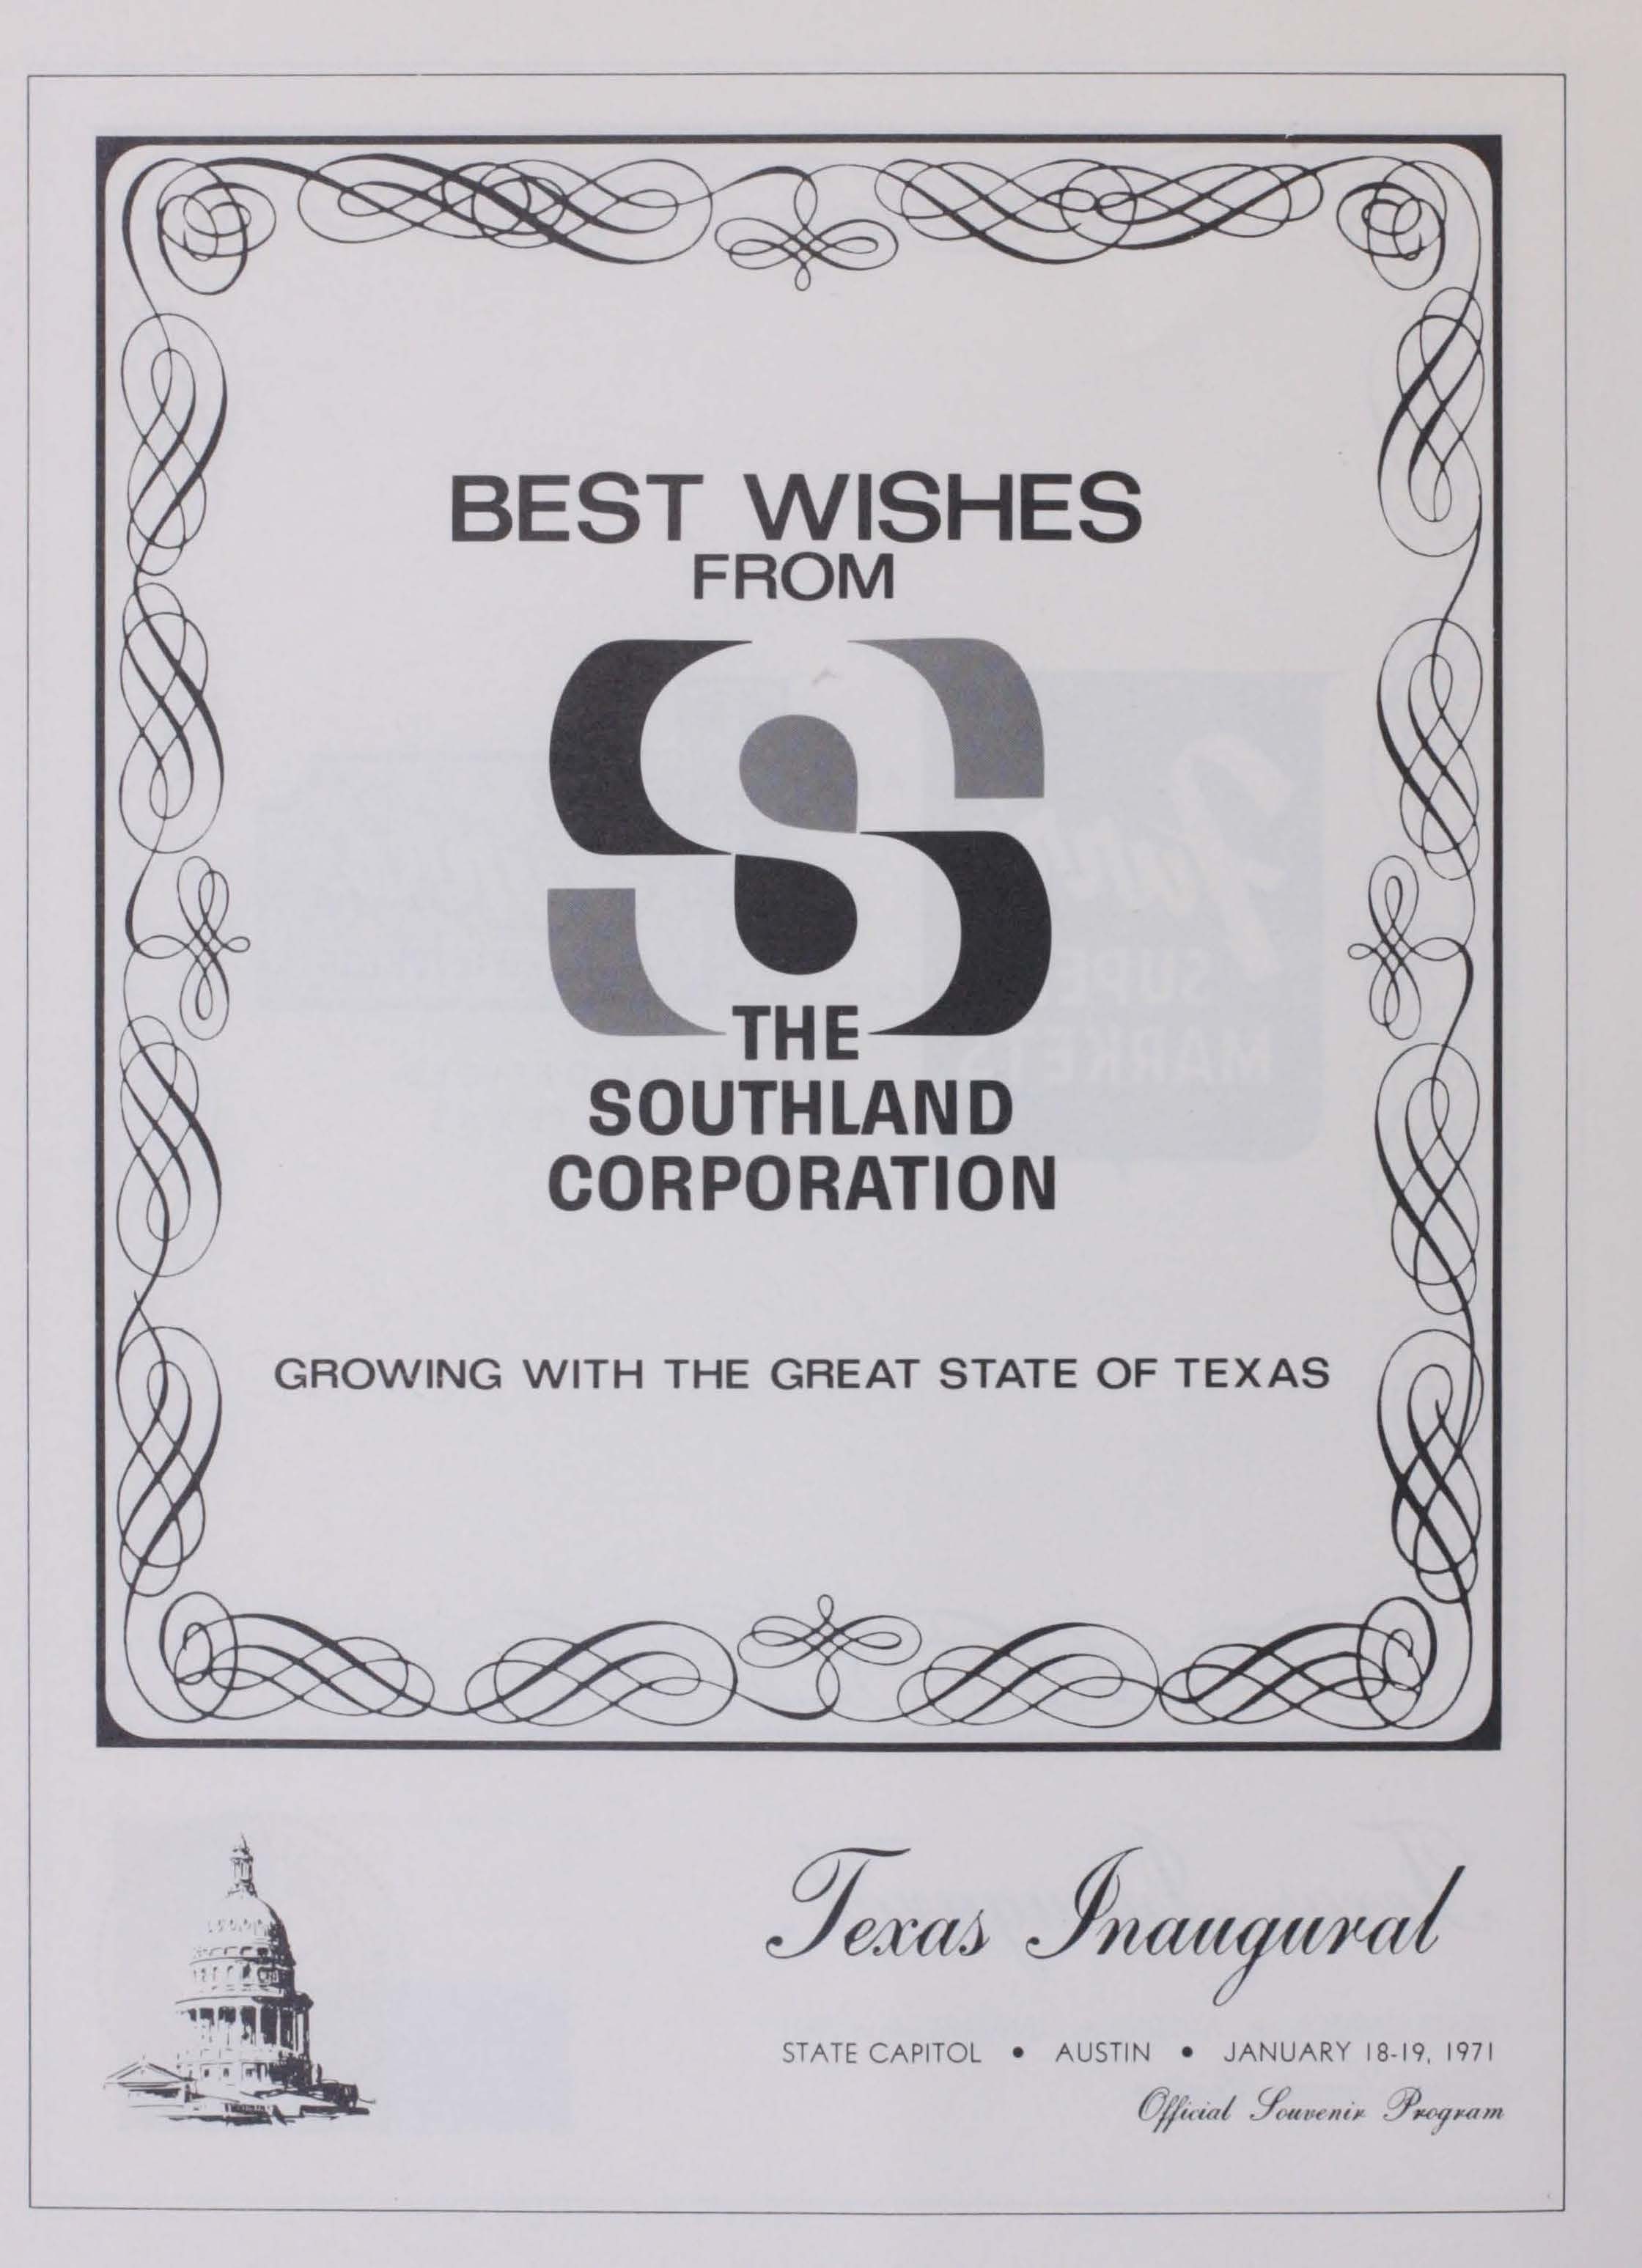 BEST WISHES
FROM
THE
SOUTHLAND
CORPORATION
GROWING WITH THE GREAT STATE OF TEXAS
Texas Inaugural
STATE CAPITOL • AUSTIN • JANUARY 18-19, 1971
Official Souvenir Program